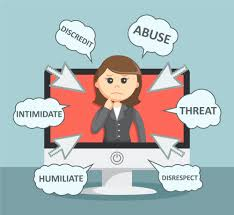 DISCREDIT
ABUSE
INTIMIDATE
THREAT
HUMILIATE
DISRESPECT